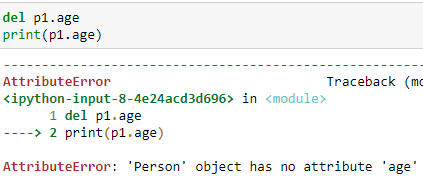 del p1.age
print(p1.age)
---------------------------------------------------------------------------
AttributeError Traceback (mo
<ipython-input-8-4e24acd3d696> in <module>
1 del p1.age
----> 2 print(p1.age)
AttributeError: 'Person' object has no attribute 'age'